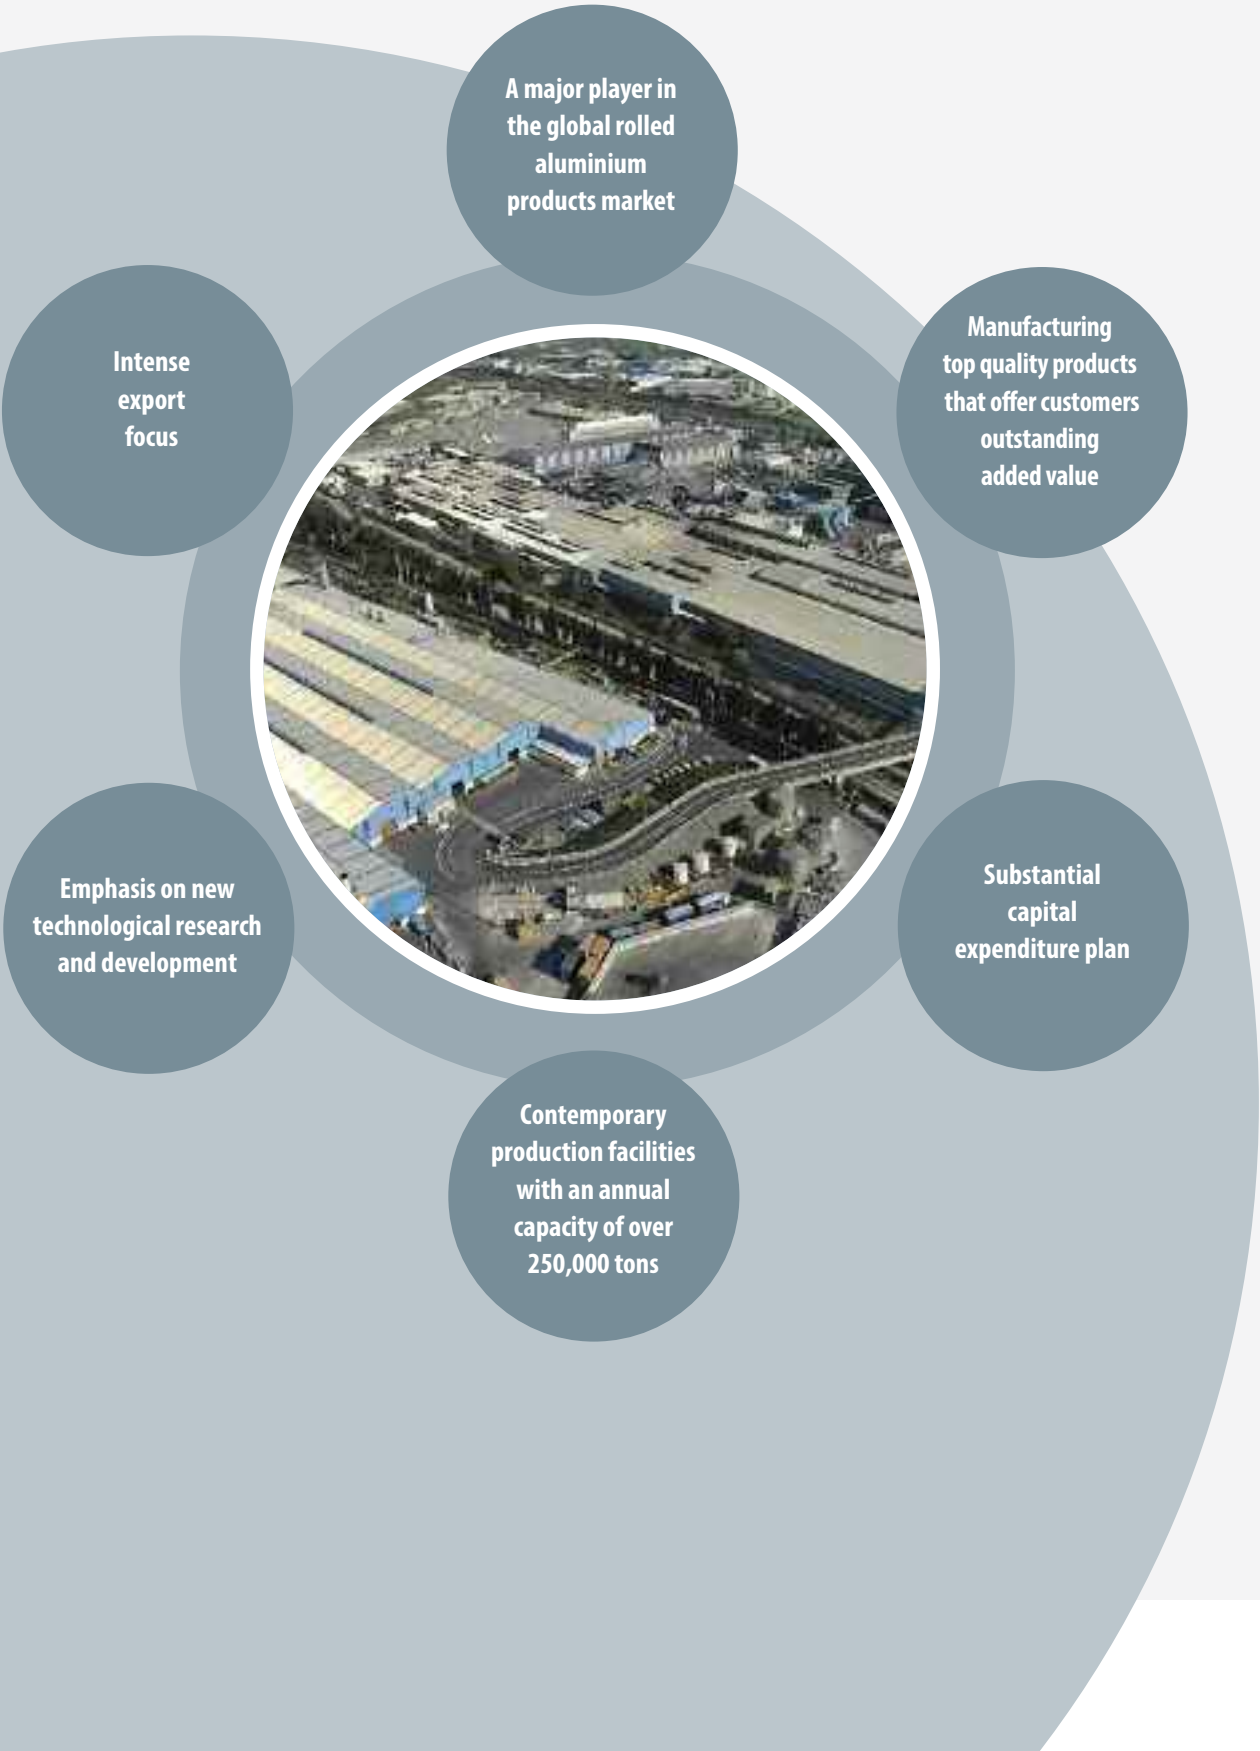 A major player in
the global rolled
aluminium
products market
Manufacturing
top quality products
that offer customers
outstanding
added value
Substantial
capital
expenditure plan
Contemporary
production facilities
with an annual
capacity of over
250,000 tons
Emphasis on new
technological research
and development
Intense
export
focus